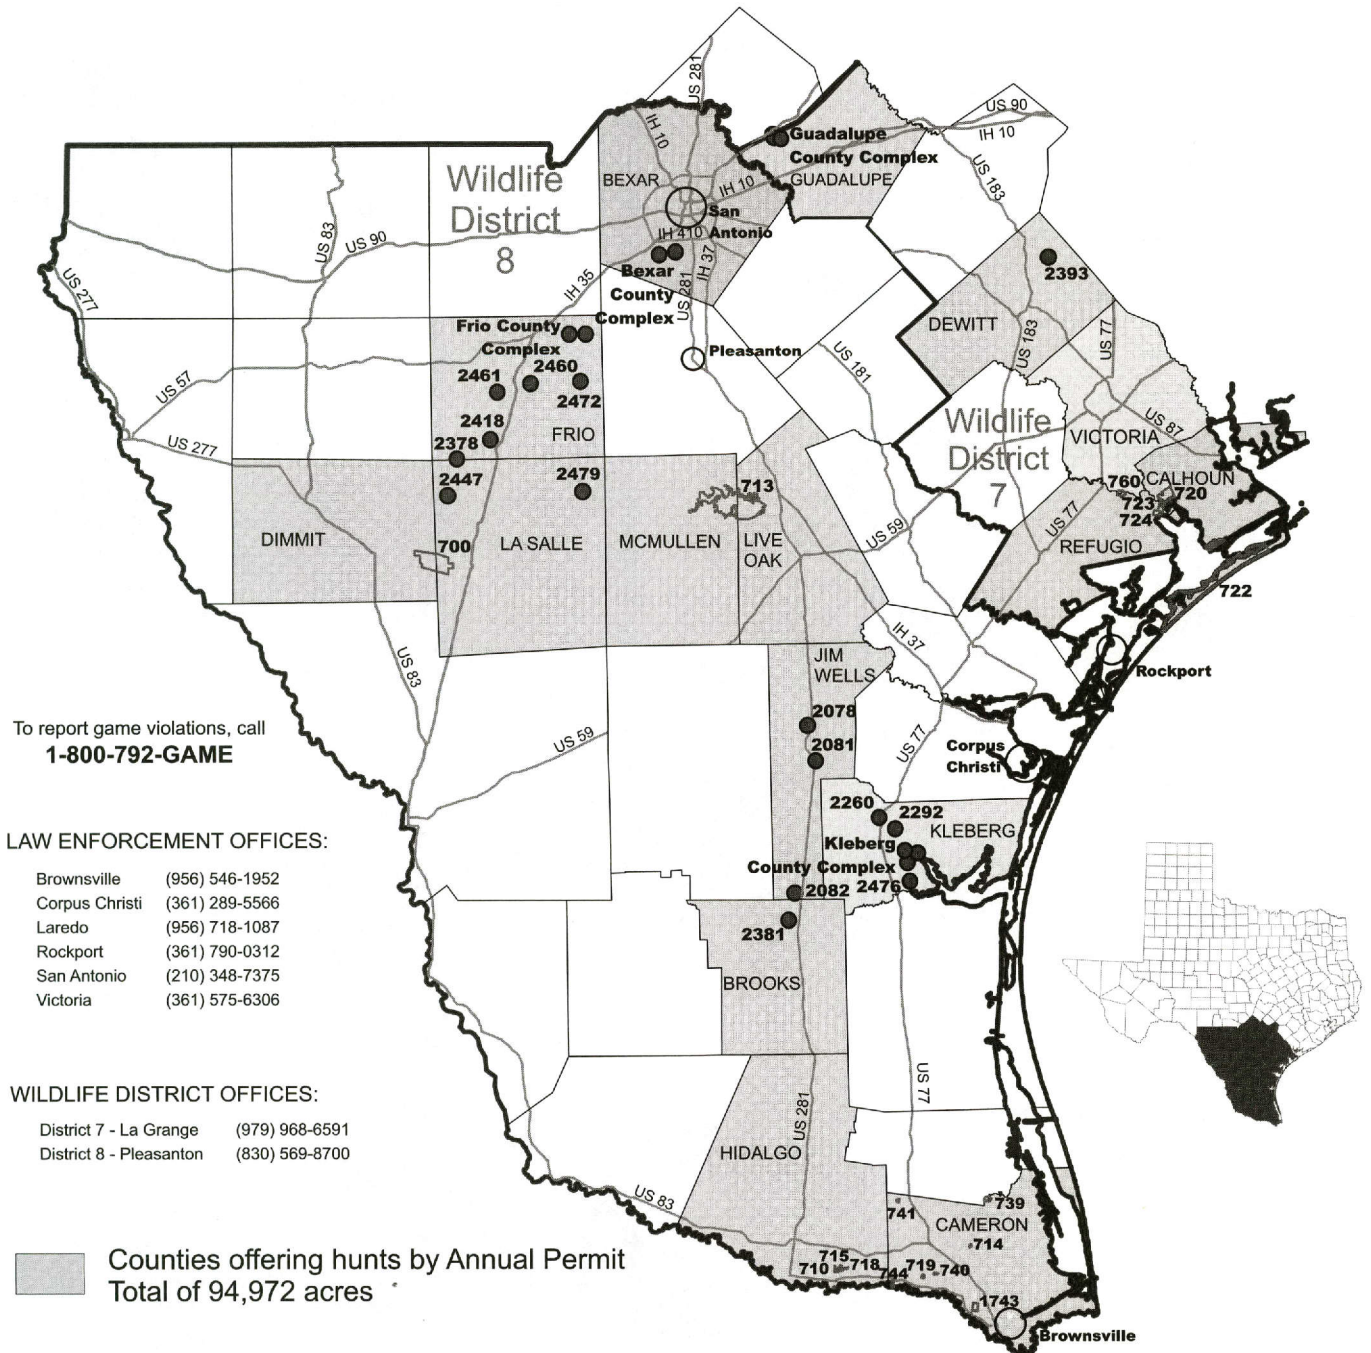 US 281
US 90
IH 10
IH 10
US 183
Guadalupe
County Complex
GUADALUPE
Wildlife
District
8
BEXAR
IH 10
San
Antonio
IH 410
US 83
US 90
US 277
IH 35
Bexar
County
Complex
US 281
IH 37
2393
DEWITT
US 183
US 77
Frio County
Complex
Pleasanton
US 181
2460
2461
2472
US 57
2418
FRIO
2378
US 277
Wildlife
District
7
VICTORIA
US 87
2447
2479
713
760
CALHOUN
720
723
724
US 77
US 59
REFUGIO
DIMMIT
700
LA SALLE
MCMULLEN
LIVE
OAK
722
IH 37
JIM
WELLS
US 83
Rockport
To report game violations, call
1-800-792-GAME
2078
2081
US 59
US 77
Corpus
Christi
2260
2292
KLEBERG
Kleberg
County Complex
2082
2476
2381
BROOKS
LAW ENFORCEMENT OFFICES:
Brownsville (956) 546-1952
Corpus Christi (361) 289-5566
Laredo (956) 718-1087
Rockport (361) 790-0312
San Antonio (210) 348-7375
Victoria (361) 575-6306
WILDLIFE DISTRICT OFFICES:
District 7 - La Grange (979) 968-6591
District 8 - Pleasanton (830) 569-8700
US 281
US 77
HIDALGO
US 83
741
739
CAMERON
714
715
710
718
744
719
740
1743
Brownsville
Counties offering hunts by Annual Permit
Total of 94,972 acres